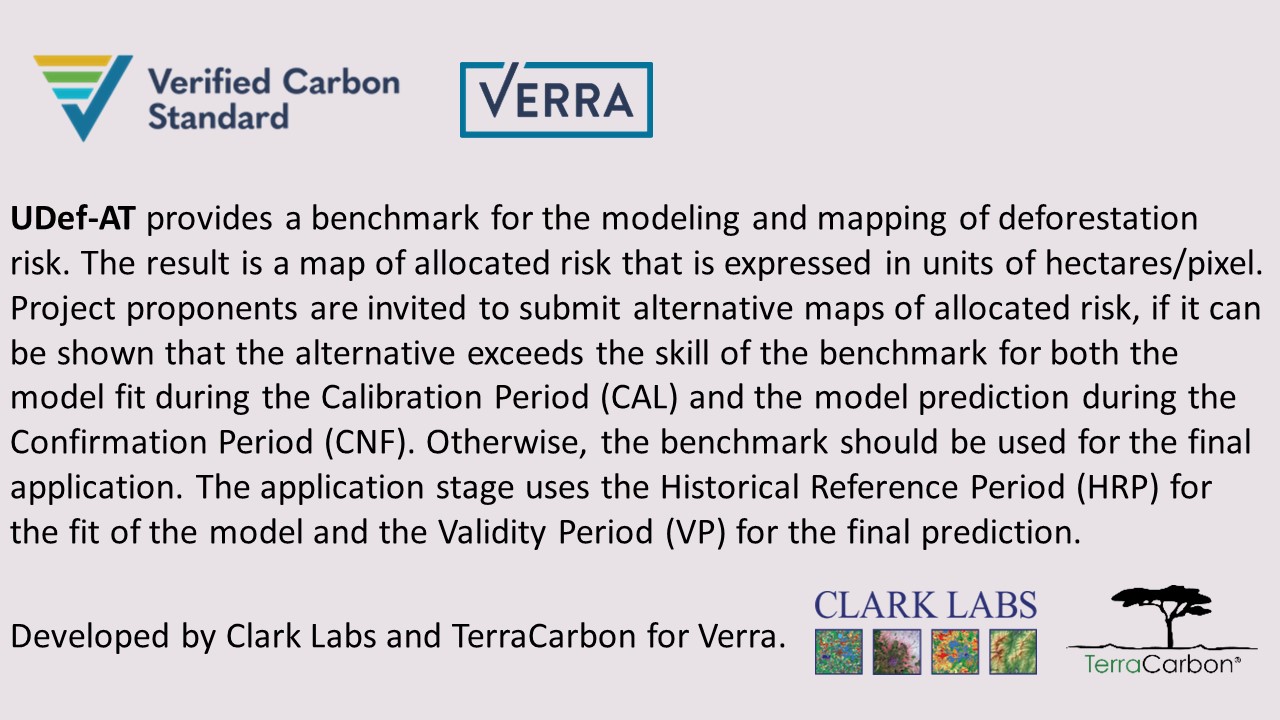 Verified Carbon
Standard
VERRA
UDef-AT provides a benchmark for the modeling and mapping of deforestation
risk. The result is a map of allocated risk that is expressed in units of hectares/pixel.
Project proponents are invited to submit alternative maps of allocated risk, if it can
be shown that the alternative exceeds the skill of the benchmark for both the
model fit during the Calibration Period (CAL) and the model prediction during the
Confirmation Period (CNF). Otherwise, the benchmark should be used for the final
application. The application stage uses the Historical Reference Period (HRP) for
the fit of the model and the Validity Period (VP) for the final prediction.
Developed by Clark Labs and TerraCarbon for Verra.
CLARK LABS
TerraCarbon®